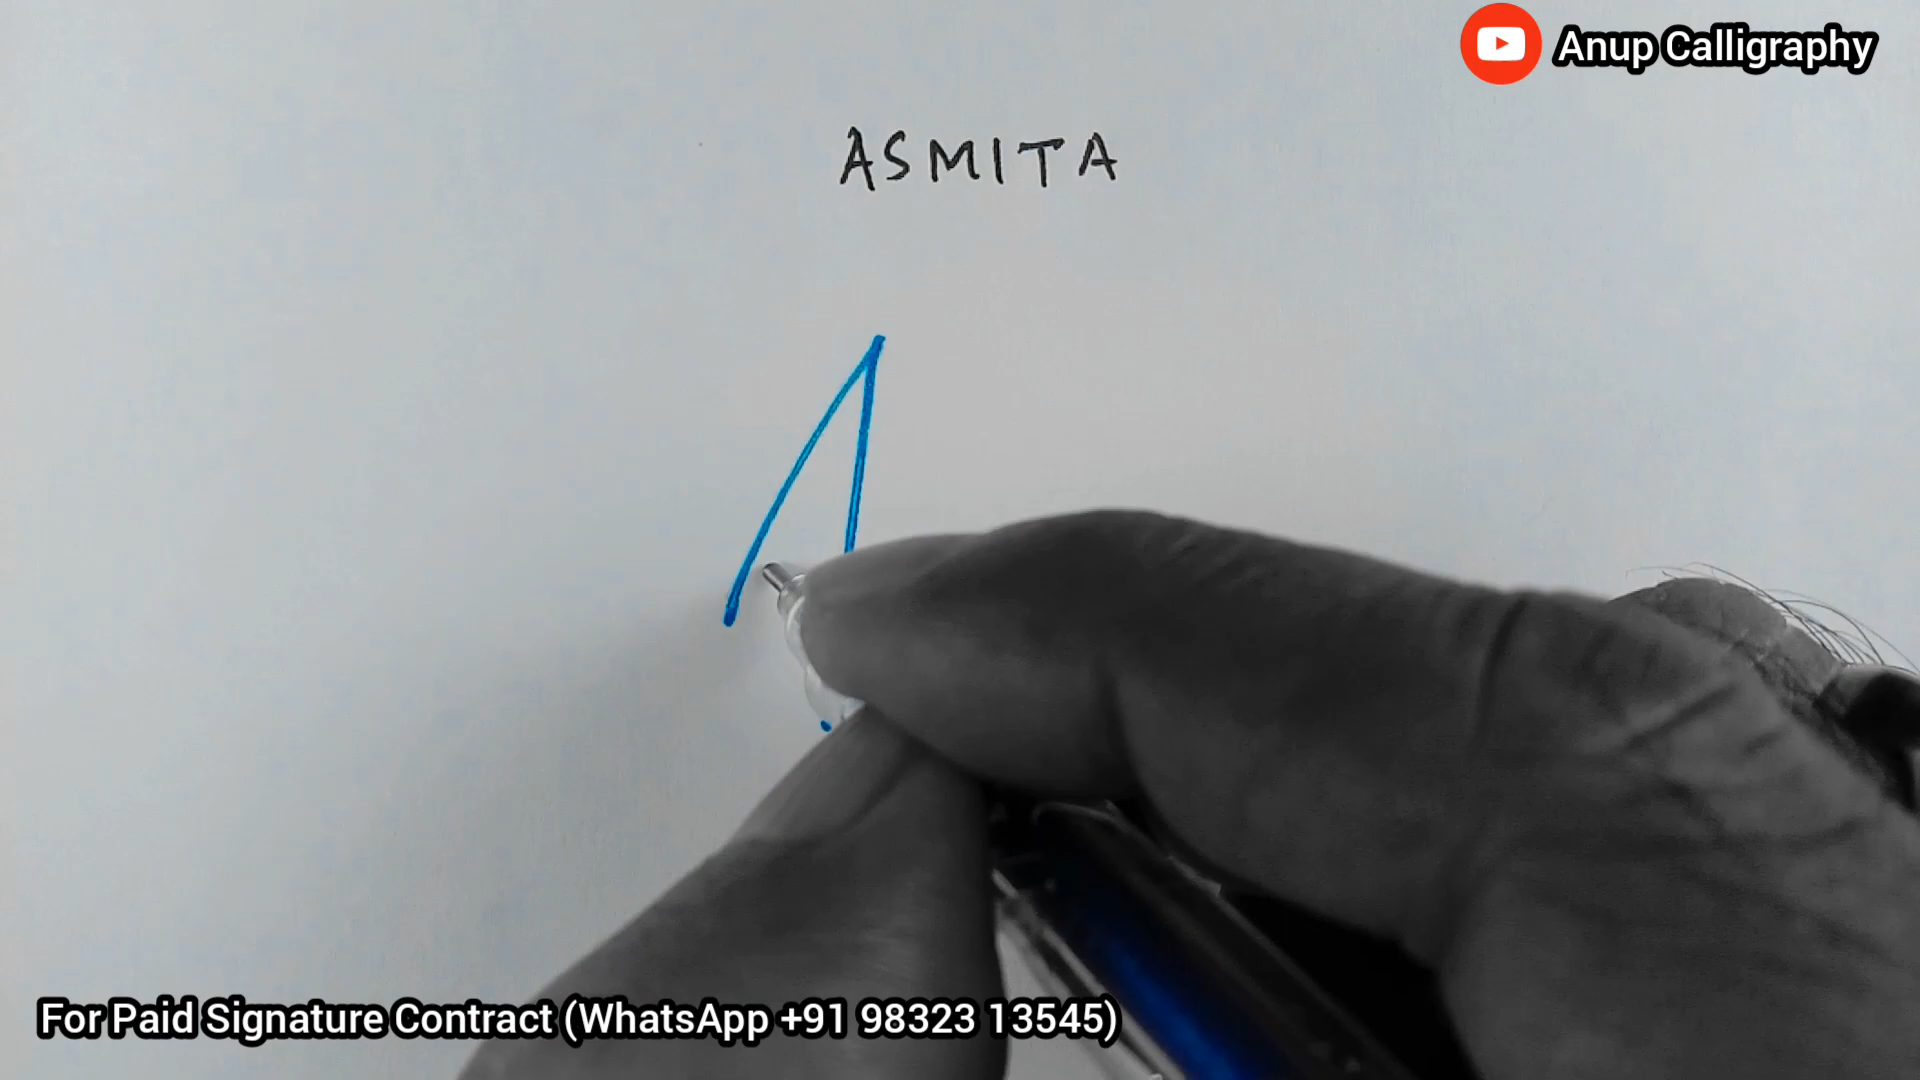 Anup Calligraphy
ASMITA
For Paid Signature Contract (WhatsApp +91 98323 13545)